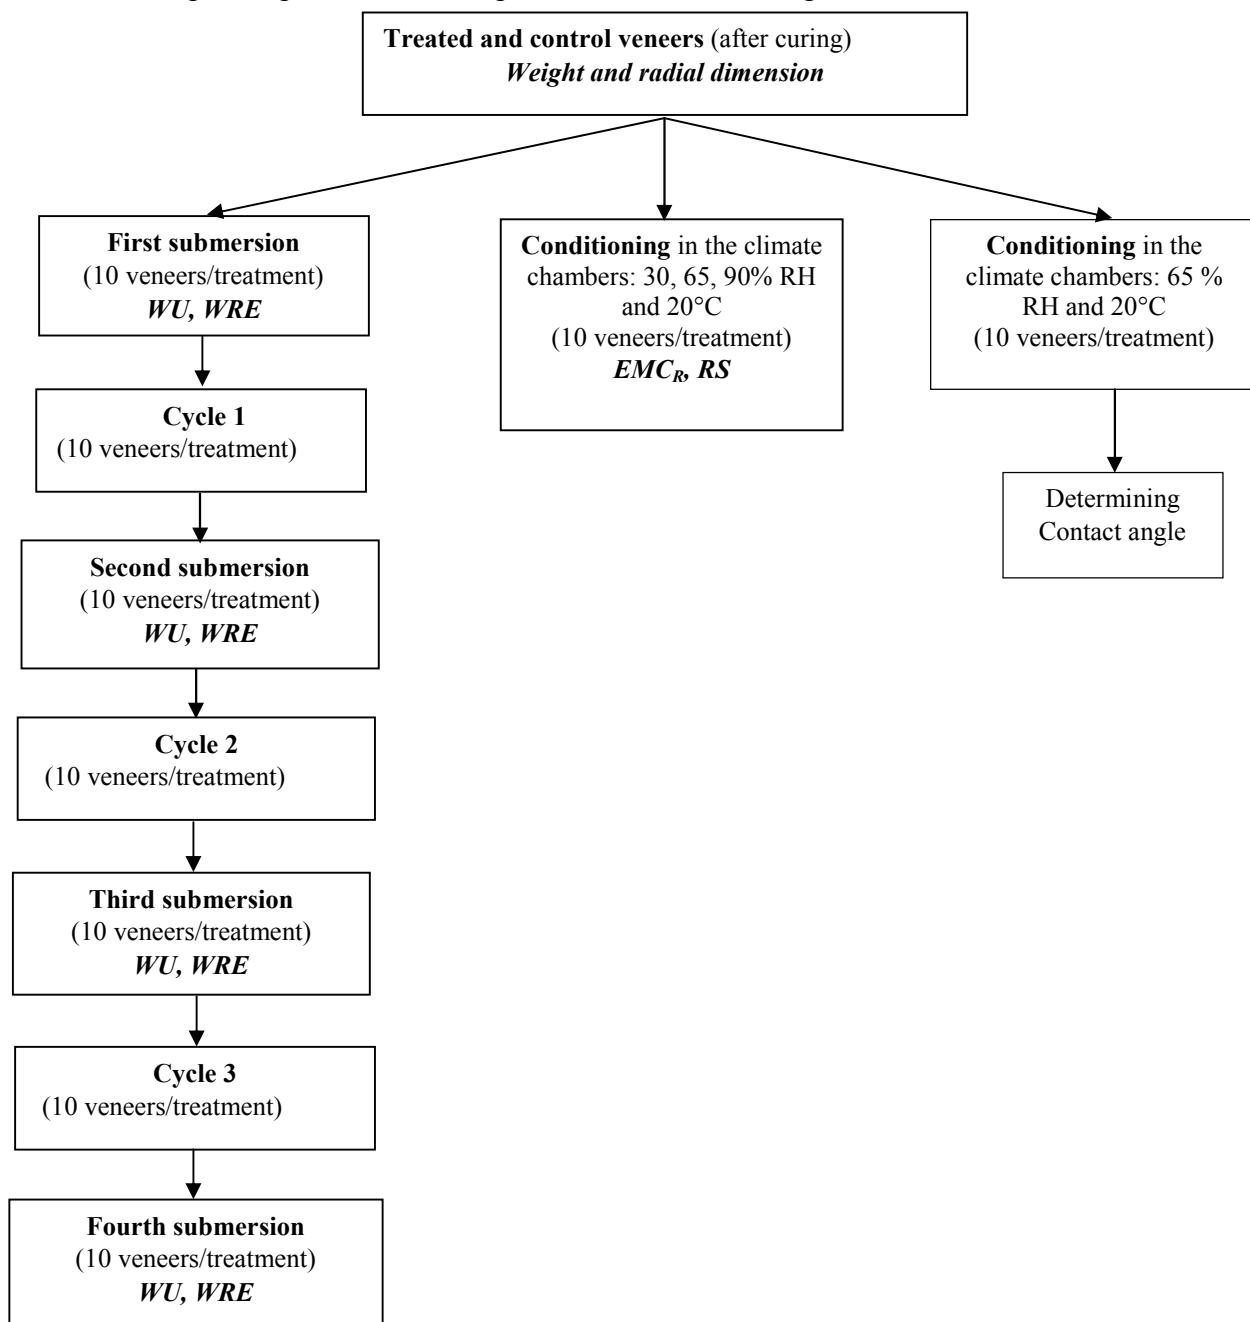 Treated and control veneers (after curing)
Weight and radial dimension
First submersion
(10 veneers/treatment)
WU, WRE
Cycle 1
(10 veneers/treatment)
Second submersion
(10 veneers/treatment)
WU, WRE
Cycle 2
(10 veneers/treatment)
Third submersion
(10 veneers/treatment)
WU, WRE
Cycle 3
(10 veneers/treatment)
Fourth submersion
(10 veneers/treatment)
WU, WRE
Conditioning in the climate
chambers: 30, 65, 90% RH
and 20°C
(10 veneers/treatment)
EMCR, RS
Conditioning in the
climate chambers: 65 %
RH and 20°C
(10 veneers/treatment)
Determining
Contact angle